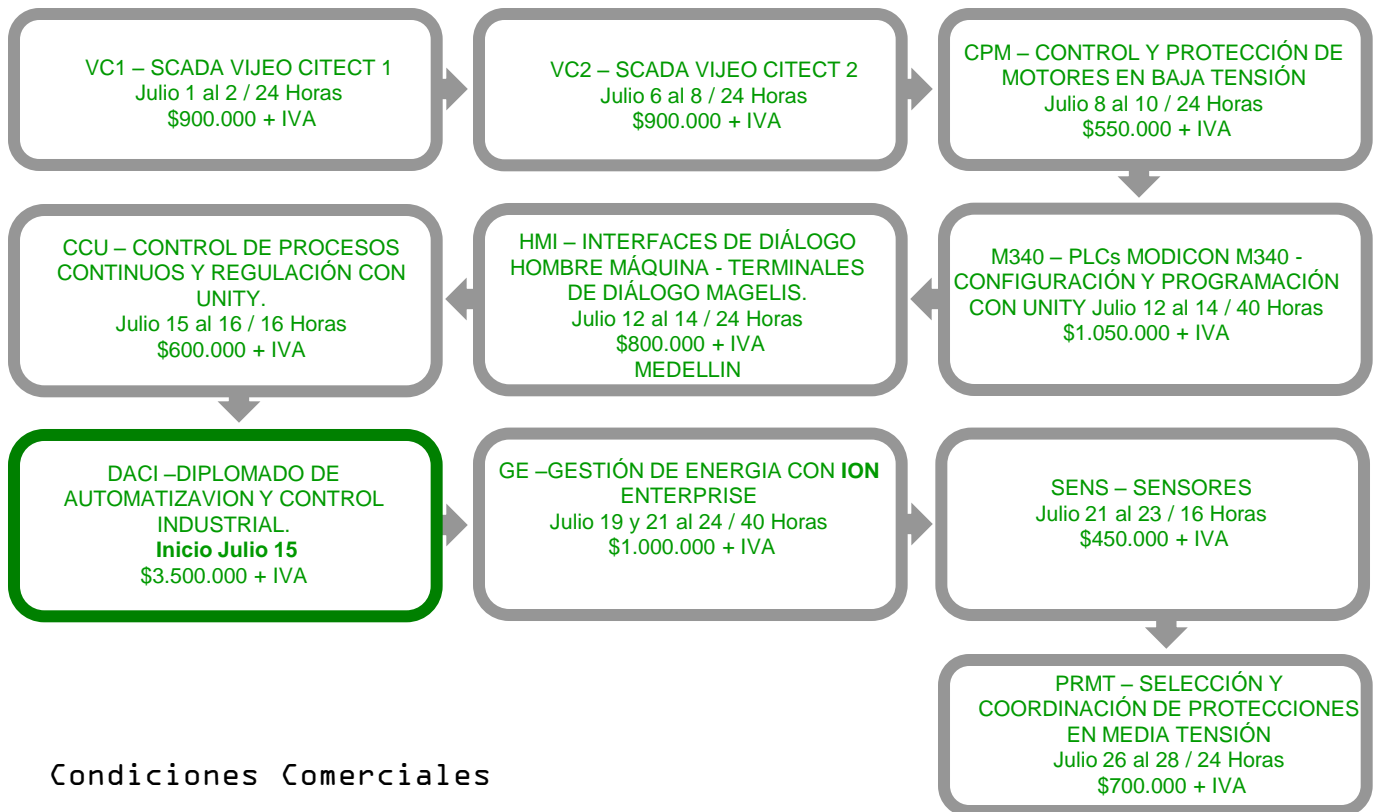 VC1 – SCADA VIJEO CITECT 1
Julio 1 al 2 / 24 Horas
$900.000 + IVA
VC2 – SCADA VIJEO CITECT 2
Julio 6 al 8 / 24 Horas
$900.000 + IVA
CPM – CONTROL Y PROTECCIÓN DE
MOTORES EN BAJA TENSIÓN
Julio 8 al 10 / 24 Horas
$550.000 + IVA
M340 – PLCs MODICON M340 -
CONFIGURACIÓN Y PROGRAMACIÓN
CON UNITY Julio 12 al 14 / 40 Horas
$1.050.000 + IVA
HMI – INTERFACES DE DIÁLOGO
HOMBRE MÁQUINA - TERMINALES
DE DIÁLOGO MAGELIS.
Julio 12 al 14 / 24 Horas
$800.000 + IVA
MEDELLIN
CCU – CONTROL DE PROCESOS
CONTINUOS Y REGULACIÓN CON
UNITY.
Julio 15 al 16 / 16 Horas
$600.000 + IVA
DACI –DIPLOMADO DE
AUTOMATIZAVION Y CONTROL
INDUSTRIAL.
Inicio Julio 15
$3.500.000 + IVA
GE –GESTIÓN DE ENERGIA CON ION
ENTERPRISE
Julio 19 y 21 al 24 / 40 Horas
$1.000.000 + IVA
SENS – SENSORES
Julio 21 al 23 / 16 Horas
$450.000 + IVA
PRMT – SELECCIÓN Y
COORDINACIÓN DE PROTECCIONES
EN MEDIA TENSIÓN
Julio 26 al 28 / 24 Horas
$700.000 + IVA
Condiciones Comerciales